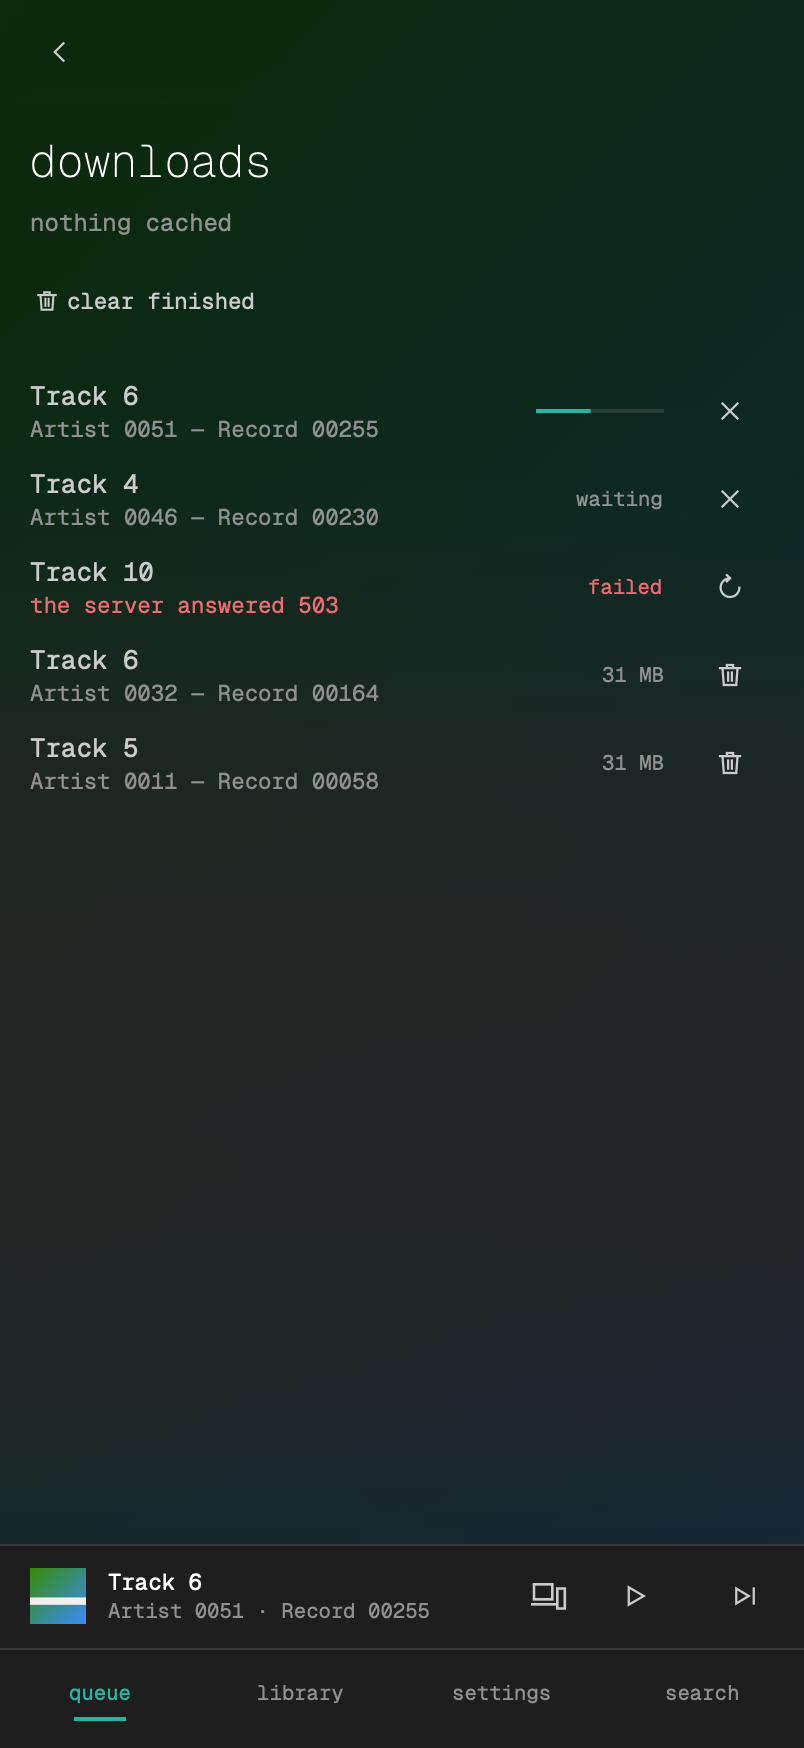 downloads
nothing cached
clear finished
Track 6
Artist 0051 — Record 00255
Track 4
Artist 0046 — Record 00230
waiting
Track 10
the server answered 503
failed
Track 6
Artist 0032 — Record 00164
31 MB
Track 5
Artist 0011 — Record 00058
31 MB
Track 6
Artist 0051 · Record 00255
queue library settings search